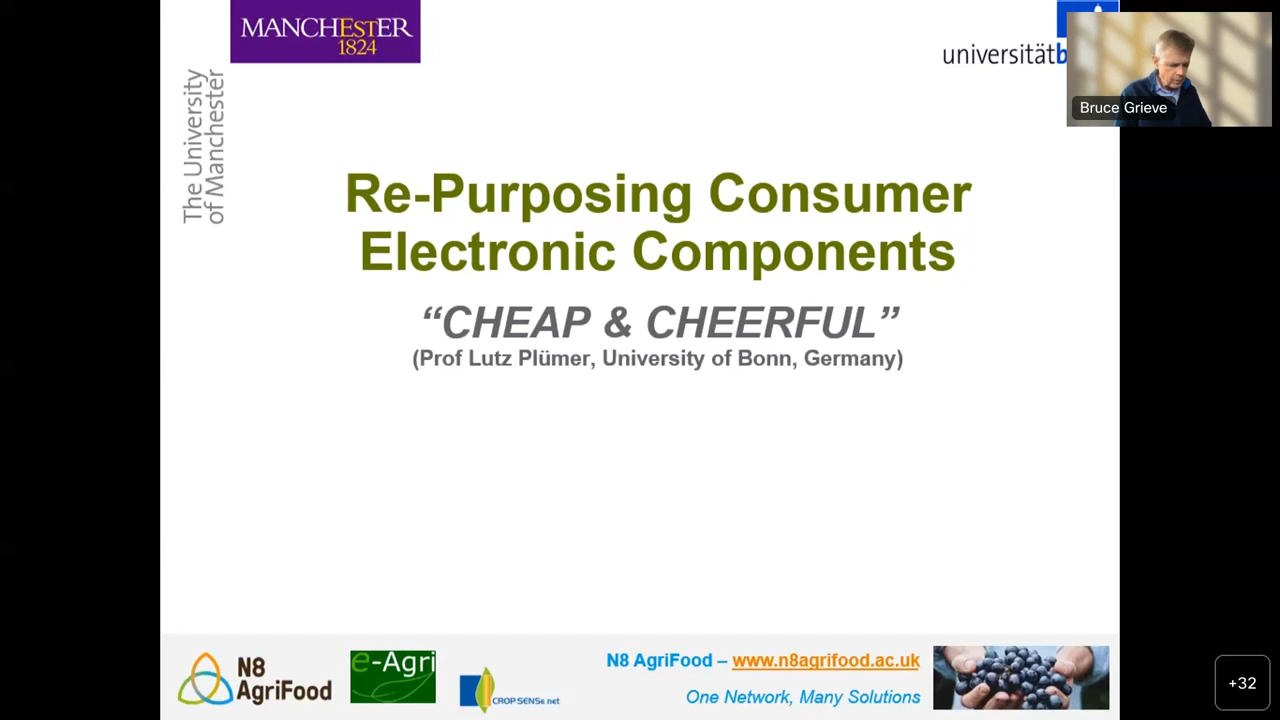 MANCHESTER
1824
The University
of Manchester
universitätb
Bruce Grieve
Re-Purposing Consumer
Electronic Components
“CHEAP & CHEERFUL”
(Prof Lutz Plümer, University of Bonn, Germany)
N8
AgriFood
e-Agri
CROP SENSe.net
N8 AgriFood – www.n8agrifood.ac.uk
One Network, Many Solutions
+32